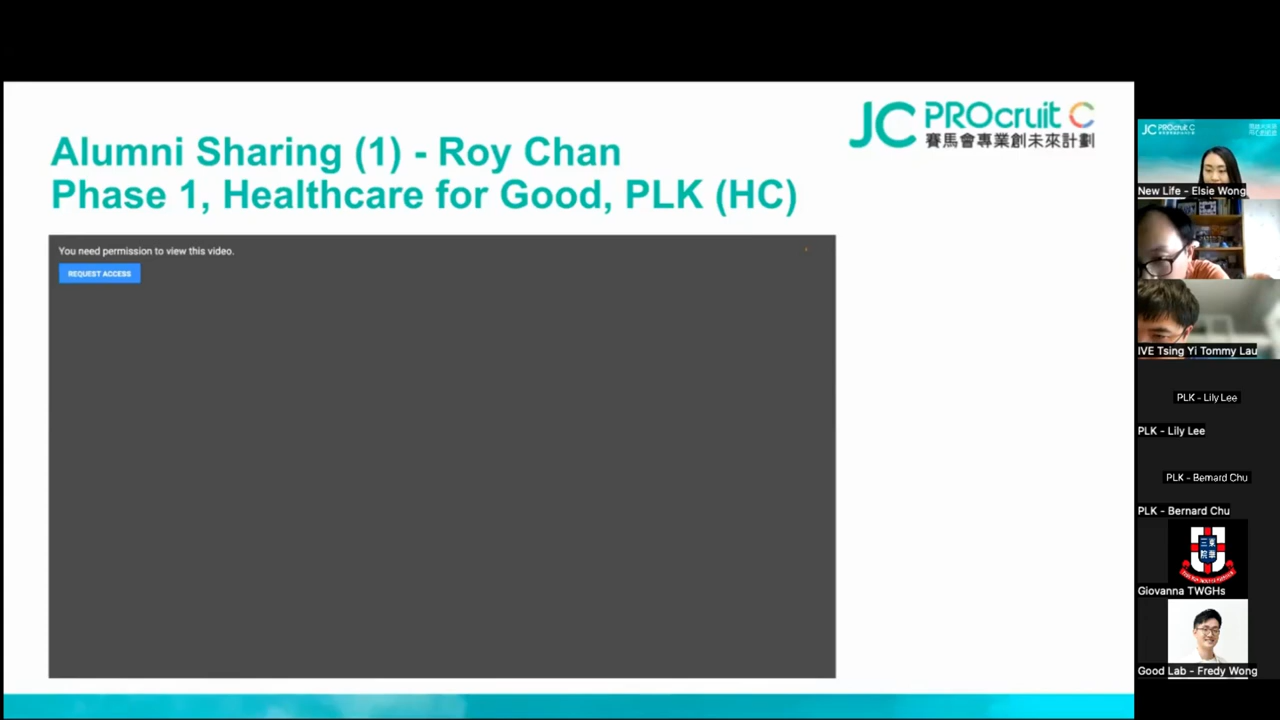 Alumni Sharing (1) - Roy Chan
Phase 1, Healthcare for Good, PLK (HC)
JC PROcruit C
賽馬會專業創未來計劃
You need permission to view this video.
REQUEST ACCESS
JC PROcruit C
New Life - Elsie Wong
IVE Tsing Yi Tommy Lau
PLK - Lily Lee
PLK - Lily Lee
PLK - Bernard Chu
PLK - Bernard Chu
Giovanna TWGHs
Good Lab - Fredy Wong